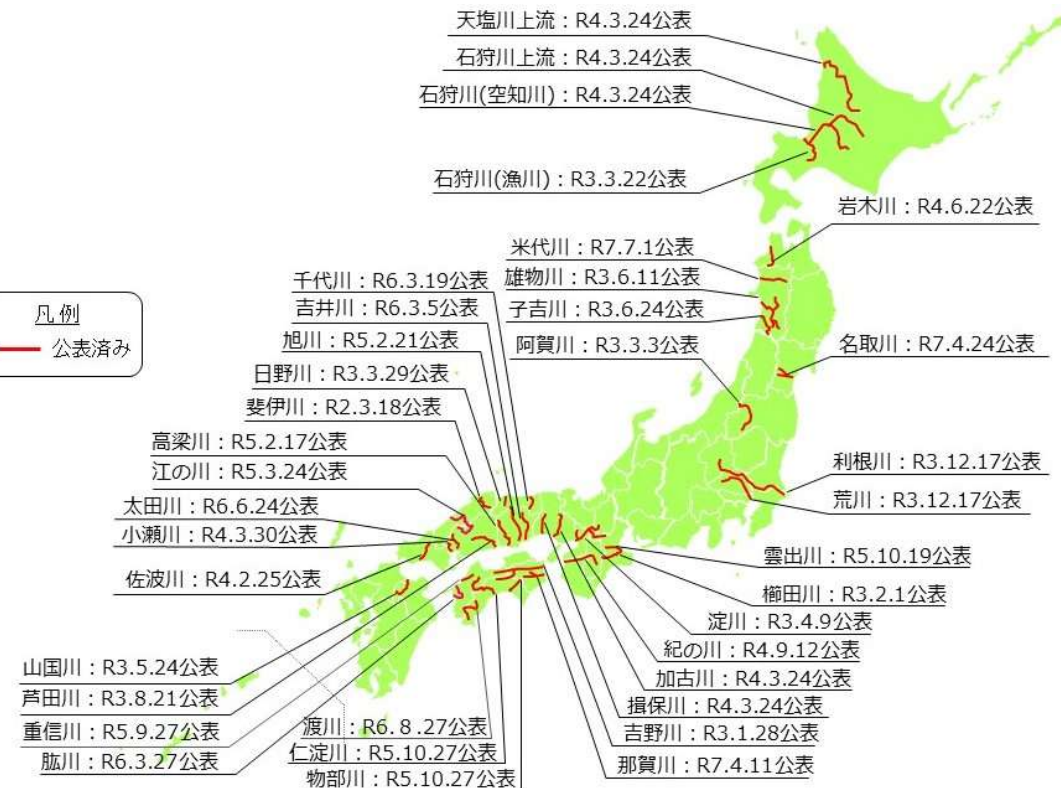 天塩川上流：R4.3.24公表
石狩川上流：R4.3.24公表
石狩川(空知川)：R4.3.24公表
石狩川(漁川)：R3.3.22公表
岩木川：R4.6.22公表
米代川：R7.7.1公表
雄物川：R3.6.11公表
子吉川：R3.6.24公表
阿賀川：R3.3.3公表
名取川：R7.4.24公表
凡例
公表済み
千代川：R6.3.19公表
吉井川：R6.3.5公表
旭川：R5.2.21公表
日野川：R3.3.29公表
斐伊川：R2.3.18公表
高梁川：R5.2.17公表
江の川：R5.3.24公表
太田川：R6.6.24公表
小瀬川：R4.3.30公表
佐波川：R4.2.25公表
利根川：R3.12.17公表
荒川：R3.12.17公表
雲出川：R5.10.19公表
櫛田川：R3.2.1公表
淀川：R3.4.9公表
紀の川：R4.9.12公表
加古川：R4.3.24公表
揖保川：R4.3.24公表
吉野川：R3.1.28公表
那賀川：R7.4.11公表
山国川：R3.5.24公表
芦田川：R3.8.21公表
重信川：R5.9.27公表
肱川：R6.3.27公表
渡川：R6.８.27公表
仁淀川：R5.10.27公表
物部川：R5.10.27公表